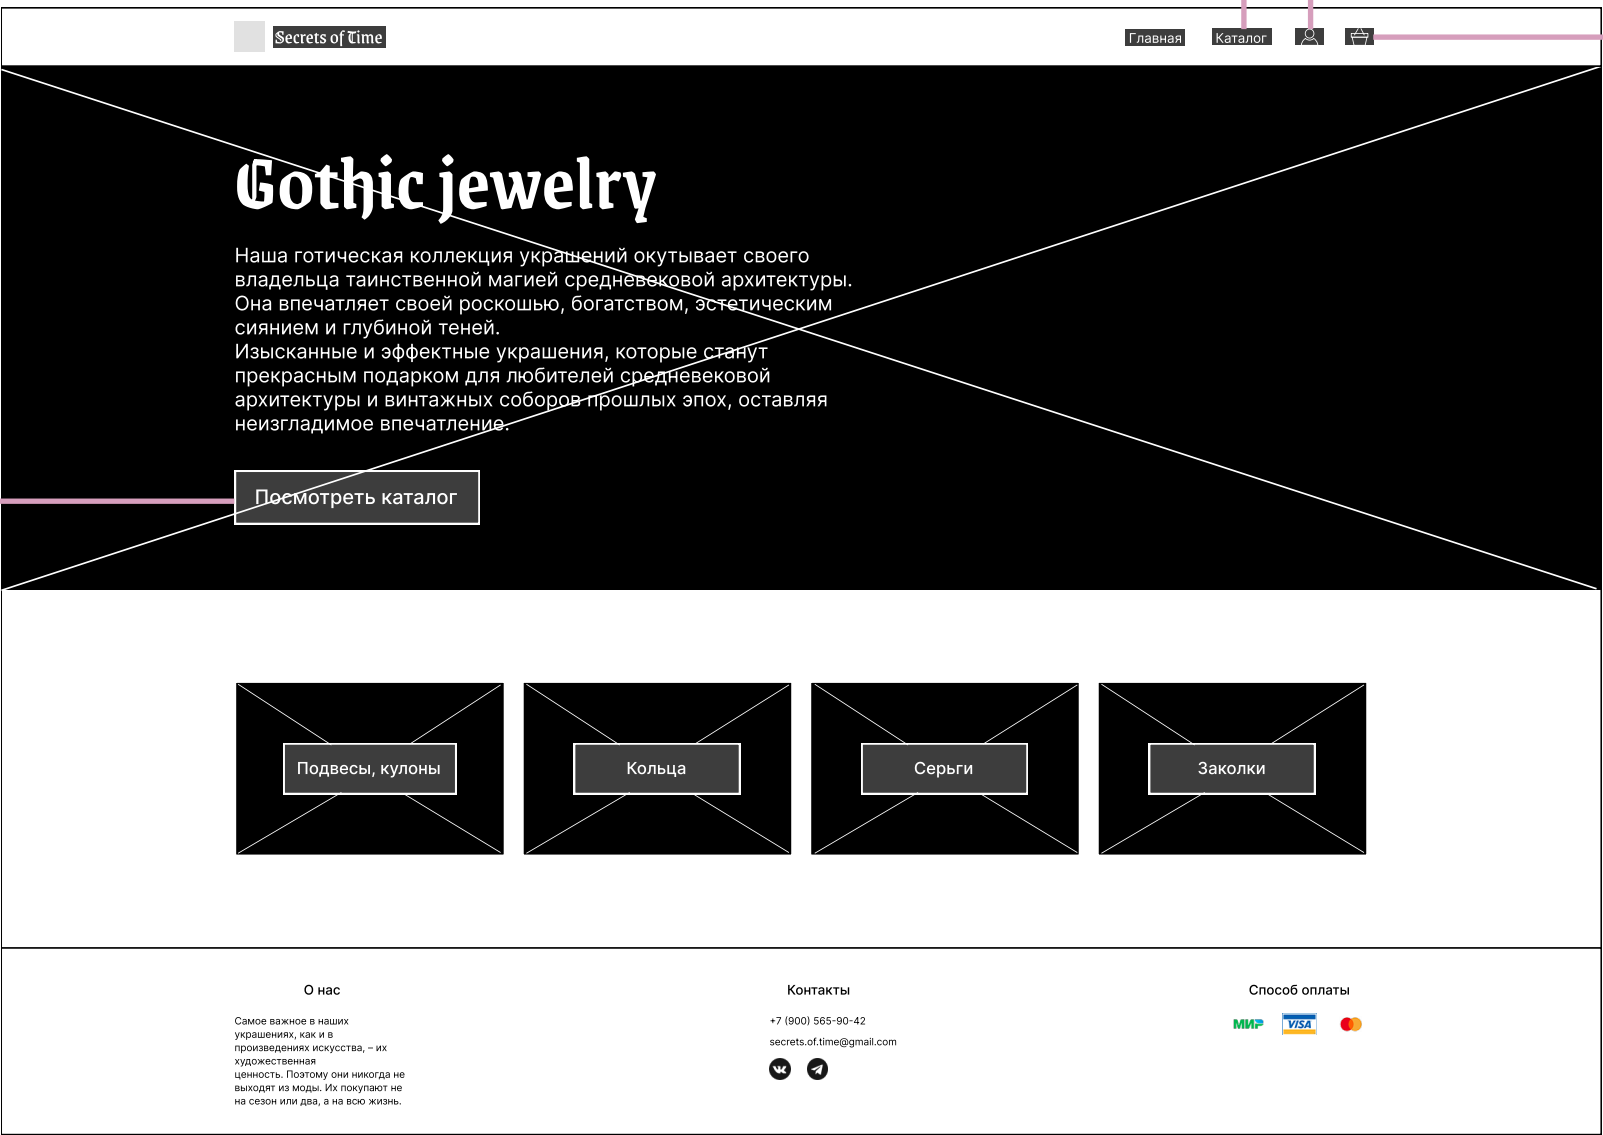 Secrets of Time
Главная
Каталог
Gothic jewelry
Наша готическая коллекция украшений окутывает своего
владельца таинственной магией средневековой архитектуры.
Она впечатляет своей роскошью, богатством, эстетическим
сиянием и глубиной теней.
Изысканные и эффектные украшения, которые станут
прекрасным подарком для любителей средневековой
архитектуры и винтажных соборов прошлых эпох, оставляя
неизгладимое впечатление.
Посмотреть каталог
Подвесы, кулоны
Кольца
Серьги
Заколки
О нас
Самое важное в наших
украшениях, как и в
произведениях искусства, – их
художественная
ценность. Поэтому они никогда не
выходят из моды. Их покупают не
на сезон или два, а на всю жизнь.
Контакты
+7 (900) 565-90-42
secrets.of.time@gmail.com
Способ оплаты
МИР
VISA